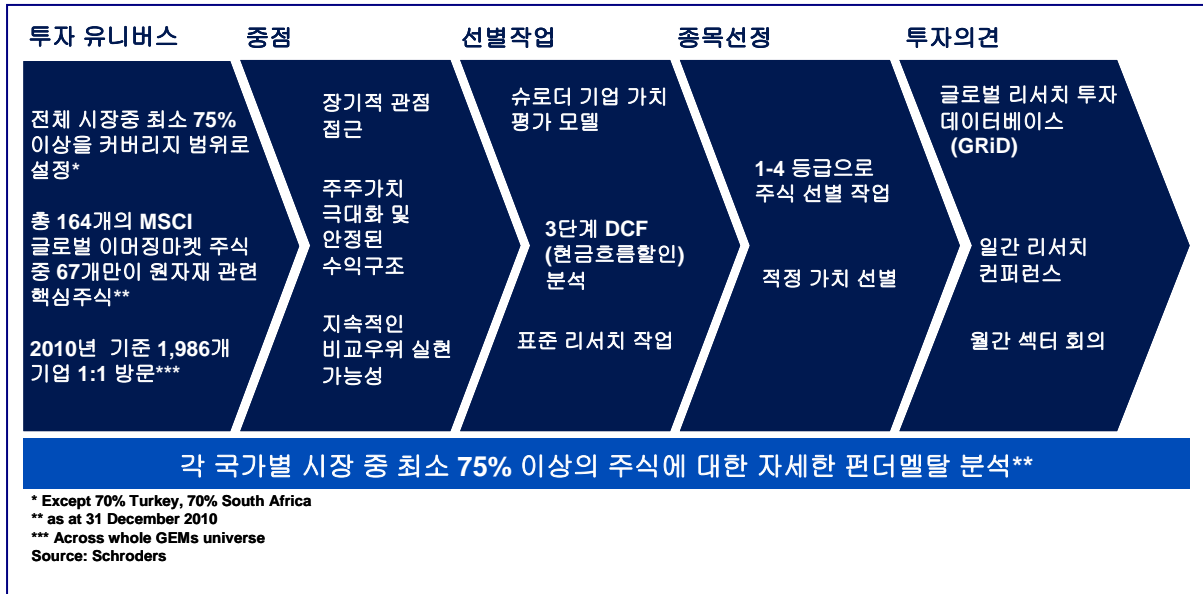 투자 유니버스
중점
선별작업
종목선정
투자의견
전체 시장중 최소 75%
이상을 커버리지 범위로
설정*
총 164개의 MSCI
글로벌 이머징마켓 주식
중 67개만이 원자재 관련
핵심주식**
2010년 기준 1,986개
기업 1:1 방문***
장기적 관점
접근
주주가치
극대화 및
안정된
수익구조
지속적인
비교우위 실현
가능성
슈로더 기업 가치
평가 모델
3단계 DCF
(현금흐름할인)
분석
표준 리서치 작업
1-4 등급으로
주식 선별 작업
적정 가치 선별
글로벌 리서치 투자
데이터베이스
(GRiD)
일간 리서치
컨퍼런스
월간 섹터 회의
각 국가별 시장 중 최소 75% 이상의 주식에 대한 자세한 펀더멜탈 분석**
* Except 70% Turkey, 70% South Africa
** as at 31 December 2010
*** Across whole GEMs universe
Source: Schroders